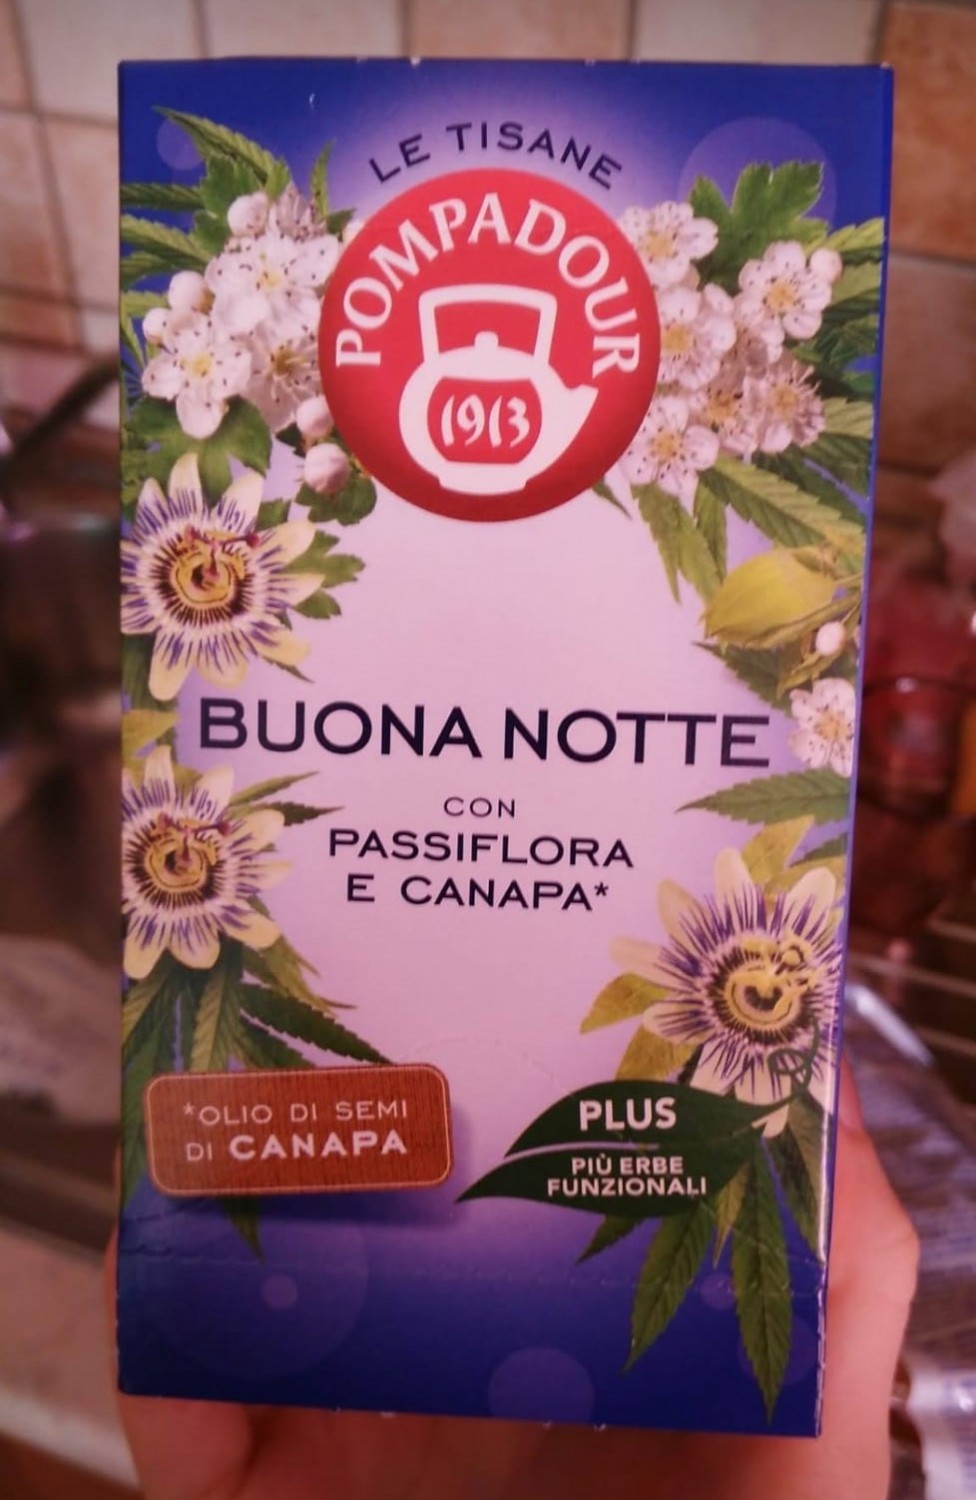 LE TISANE
POMPADOUR
1913
BUONA NOTTE
CON
PASSIFLORA
E CANAPA*
*OLIO DI SEMI
DI CANAPA
PLUS
PIÙ ERBE
FUNZIONALI